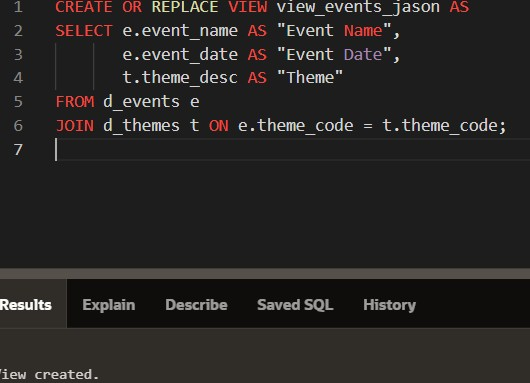 1 CREATE OR REPLACE VIEW view_events_jason AS
2 SELECT e.event_name AS "Event Name",
3 e.event_date AS "Event Date",
4 t.theme_desc AS "Theme"
5 FROM d_events e
6 JOIN d_themes t ON e.theme_code = t.theme_code;
7
Results Explain Describe Saved SQL History
View created.